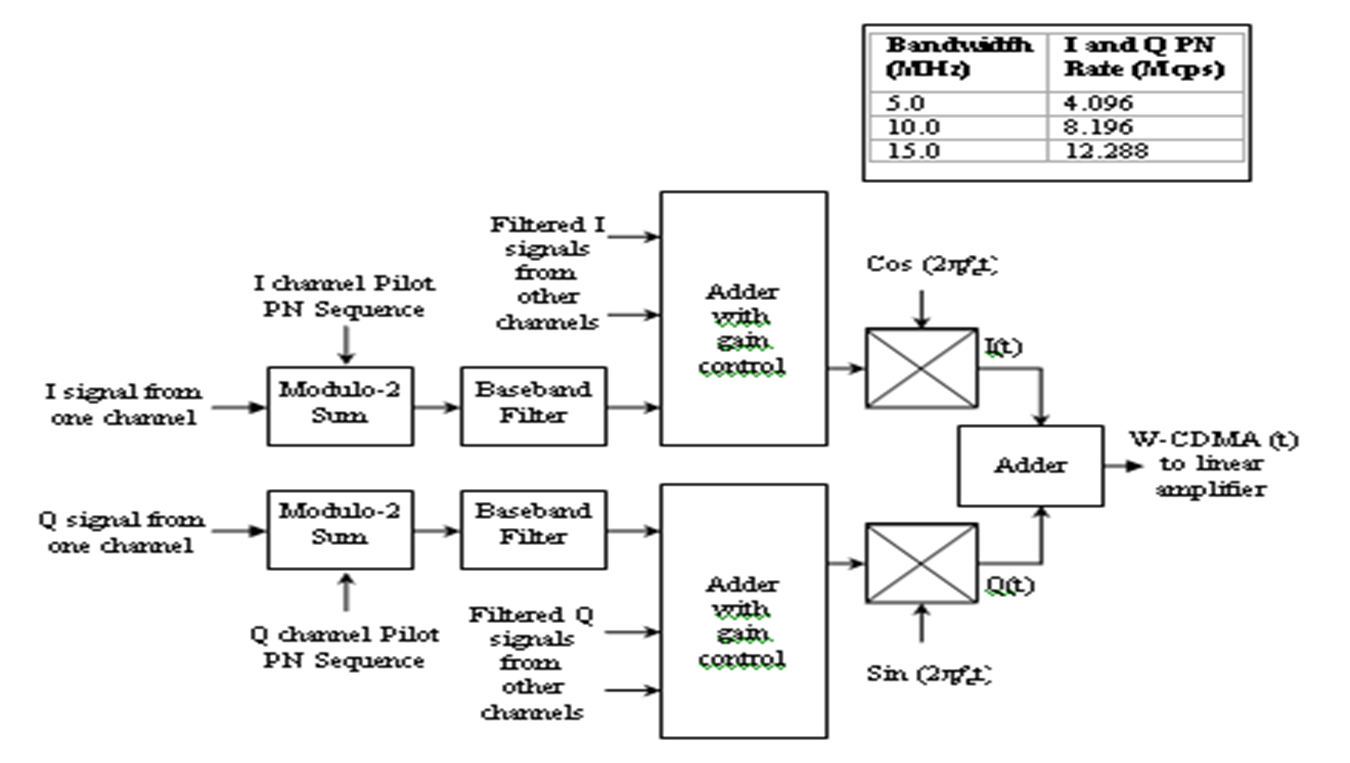 Bandwidth (MHz)
I and Q PN Rate (Mcps)
5.0
4.096
10.0
8.196
15.0
12.288
Filtered I
signals
from
other
channels
Cos (2πf_ct)
I channel Pilot
PN Sequence
Adder
with
gain
control
I(t)
I signal from
one channel
Modulo-2
Sum
Baseband
Filter
Adder
W-CDMA (t)
to linear
amplifier
Q signal from
one channel
Modulo-2
Sum
Baseband
Filter
Adder
with
gain
control
Q(t)
Q channel Pilot
PN Sequence
Filtered Q
signals
from
other
channels
Sin (2πf_ct)